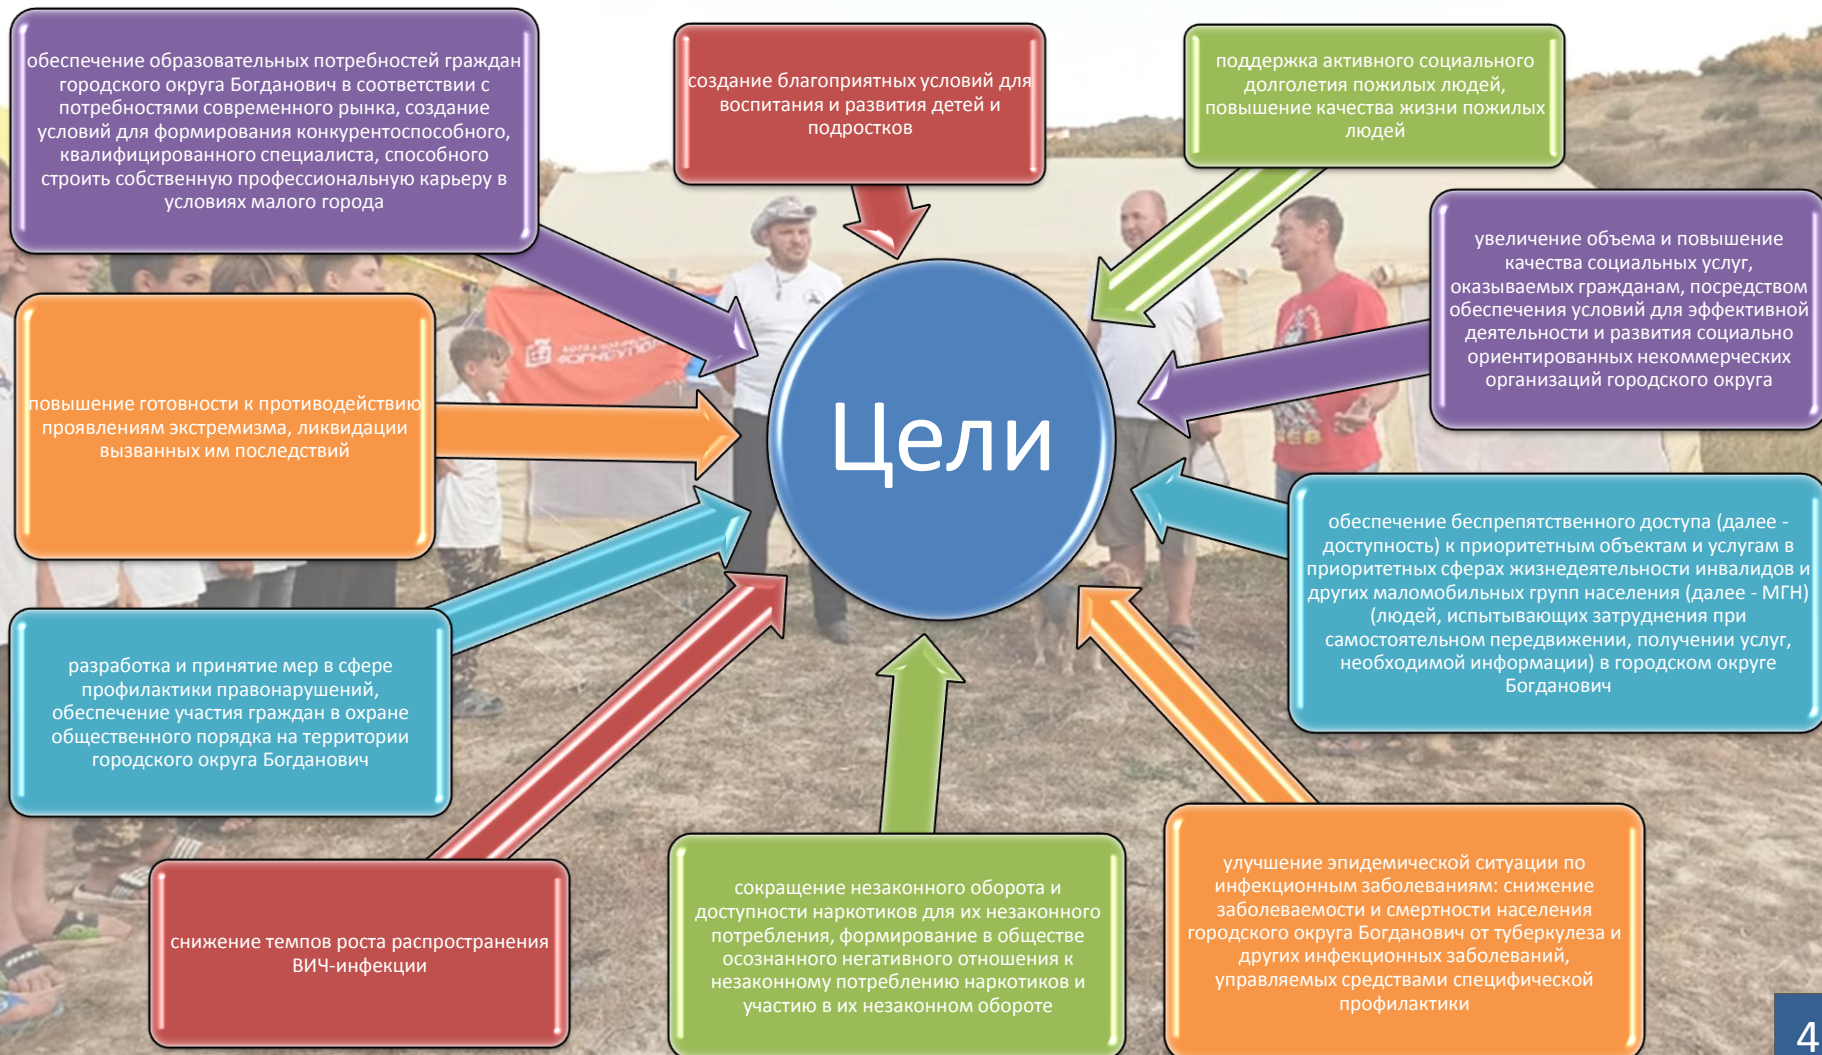 обеспечение образовательных потребностей граждан
городского округа Богданович в соответствии с
потребностями современного рынка, создание
условий для формирования конкурентоспособного,
квалифицированного специалиста, способного
строить собственную профессиональную карьеру в
условиях малого города
создание благоприятных условий для
воспитания и развития детей и
подростков
поддержка активного социального
долголетия пожилых людей,
повышение качества жизни пожилых
людей
увеличение объема и повышение
качества социальных услуг,
оказываемых гражданам, посредством
обеспечения условий для эффективной
деятельности и развития социально
ориентированных некоммерческих
организаций городского округа
повышение готовности к противодействию
проявлениям экстремизма, ликвидации
вызванных им последствий
Цели
обеспечение беспрепятственного доступа (далее -
доступность) к приоритетным объектам и услугам в
приоритетных сферах жизнедеятельности инвалидов и
других маломобильных групп населения (далее - МГН)
(людей, испытывающих затруднения при
самостоятельном передвижении, получении услуг,
необходимой информации) в городском округе
Богданович
разработка и принятие мер в сфере
профилактики правонарушений,
обеспечение участия граждан в охране
общественного порядка на территории
городского округа Богданович
снижение темпов роста распространения
ВИЧ-инфекции
сокращение незаконного оборота и
доступности наркотиков для их незаконного
потребления, формирование в обществе
осознанного негативного отношения к
незаконному потреблению наркотиков и
участию в их незаконном обороте
улучшение эпидемической ситуации по
инфекционным заболеваниям: снижение
заболеваемости и смертности населения
городского округа Богданович от туберкулеза и
других инфекционных заболеваний,
управляемых средствами специфической
профилактики
4